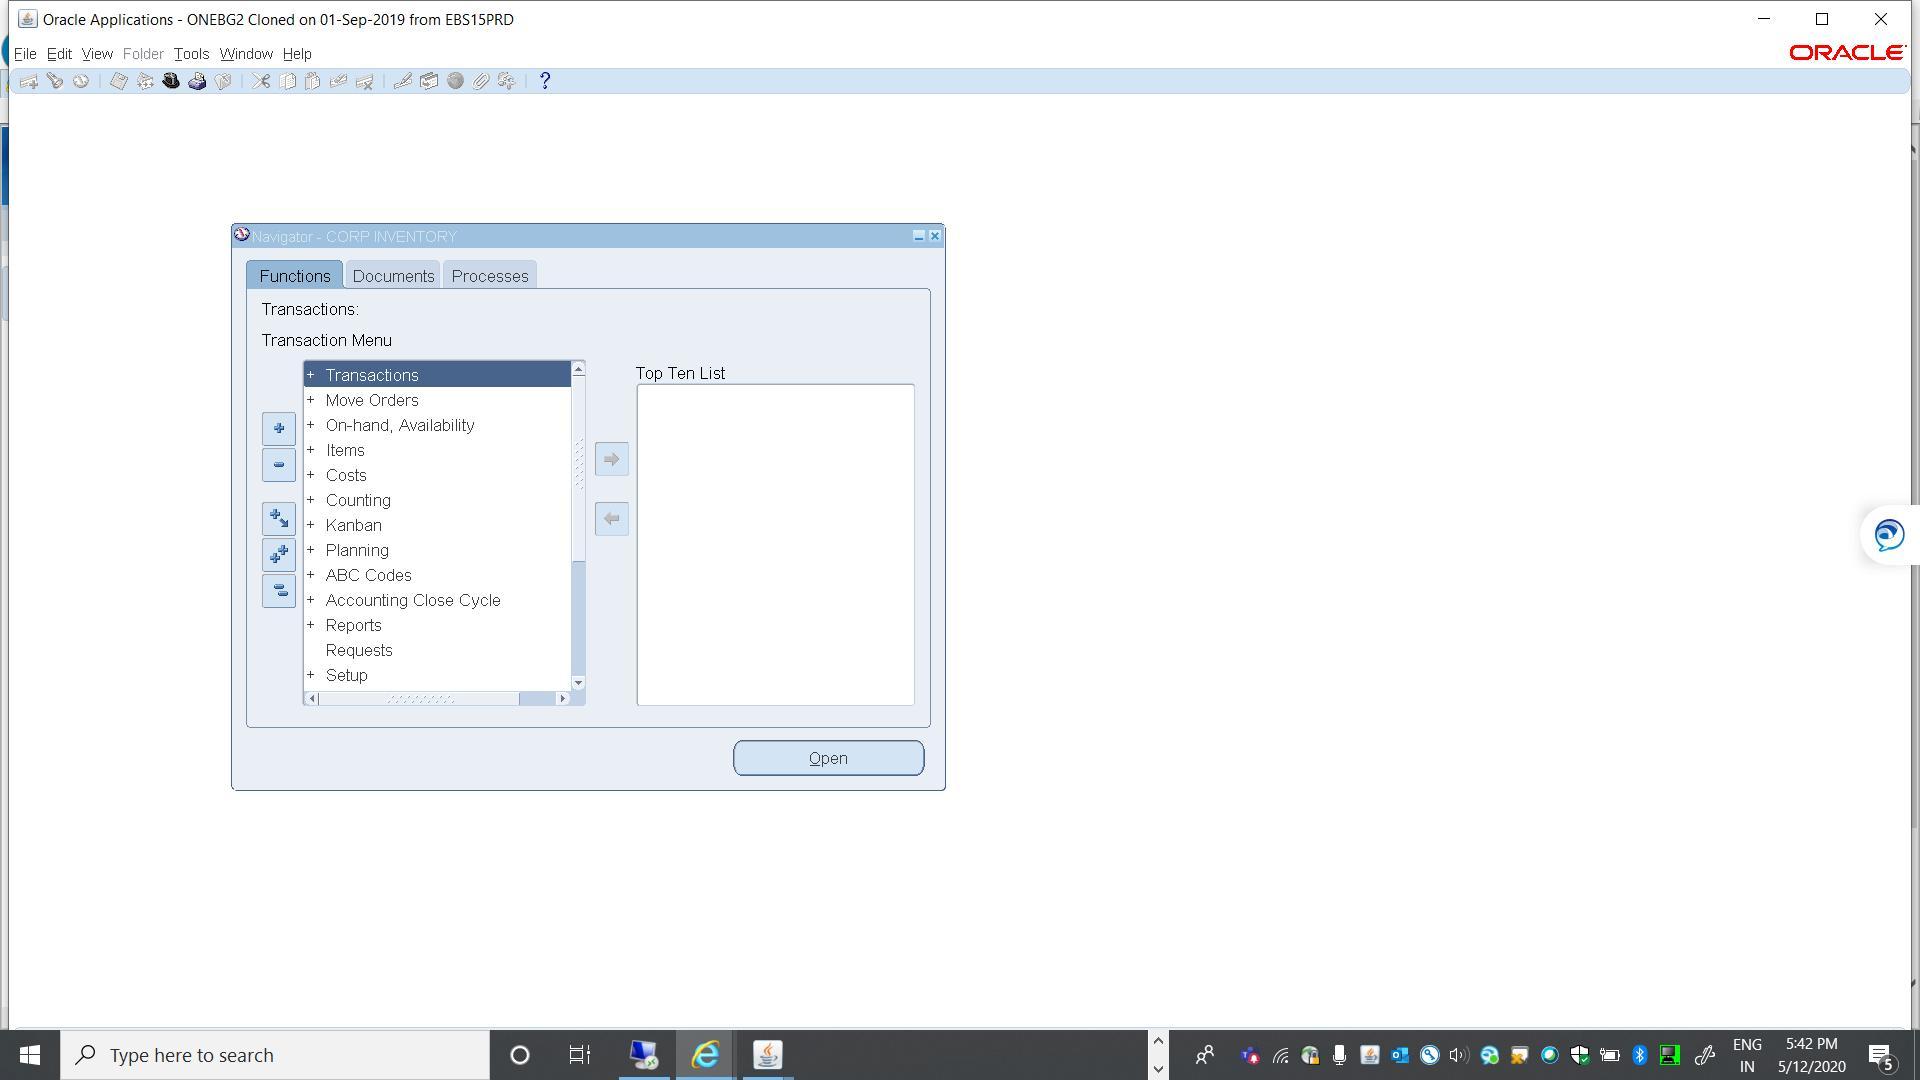 Oracle Applications - ONEBG2 Cloned on 01-Sep-2019 from EBS15PRD
File Edit View Folder Tools Window Help
ORACLE
?
Navigator - CORP INVENTORY
Functions Documents Processes
Transactions:
Transaction Menu
Top Ten List
+ Transactions
+ Move Orders
+ On-hand, Availability
+ Items
+ Costs
+ Counting
+ Kanban
+ Planning
+ ABC Codes
+ Accounting Close Cycle
+ Reports
Requests
+ Setup
Open
Type here to search
ENG
IN
5:42 PM
5/12/2020
5